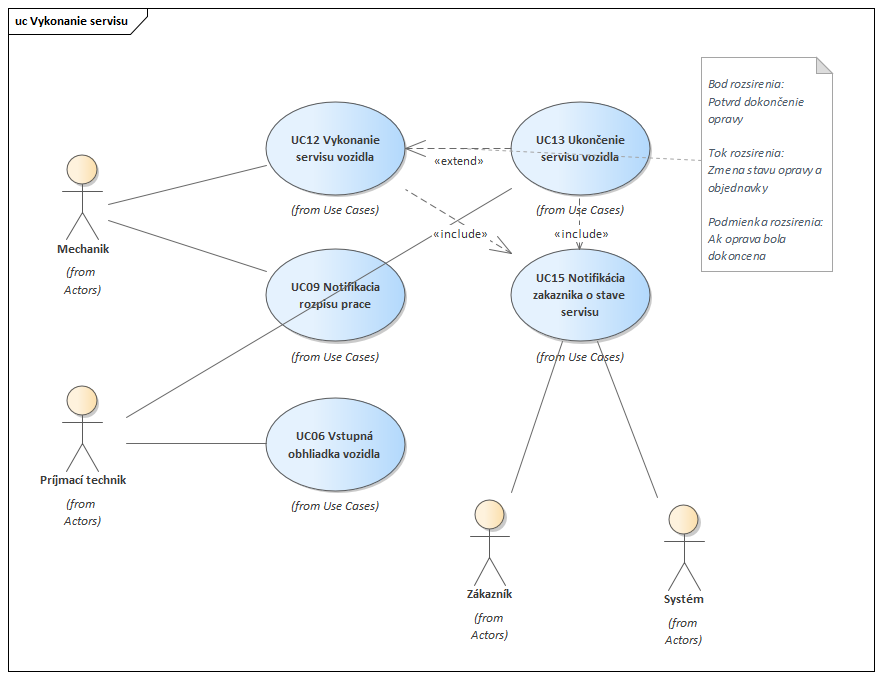 uc Vykonanie servisu
Bod rozsirenia:
Potvrd dokončenie
opravy
Tok rozsirenia:
Zmena stavu opravy a
objednavky
Podmienka rozsirenia:
Ak oprava bola
dokoncena
UC12 Vykonanie
servisu vozidla
(from Use Cases)
«extend»
UC13 Ukončenie
servisu vozidla
(from Use Cases)
Mechanik
(from
Actors)
«include»
«include»
UC09 Notifikacia
rozpisu prace
(from Use Cases)
UC15 Notifikácia
zakaznika o stave
servisu
(from Use Cases)
Príjmací technik
(from
Actors)
UC06 Vstupná
obhliadka vozidla
(from Use Cases)
Zákazník
(from
Actors)
Systém
(from
Actors)